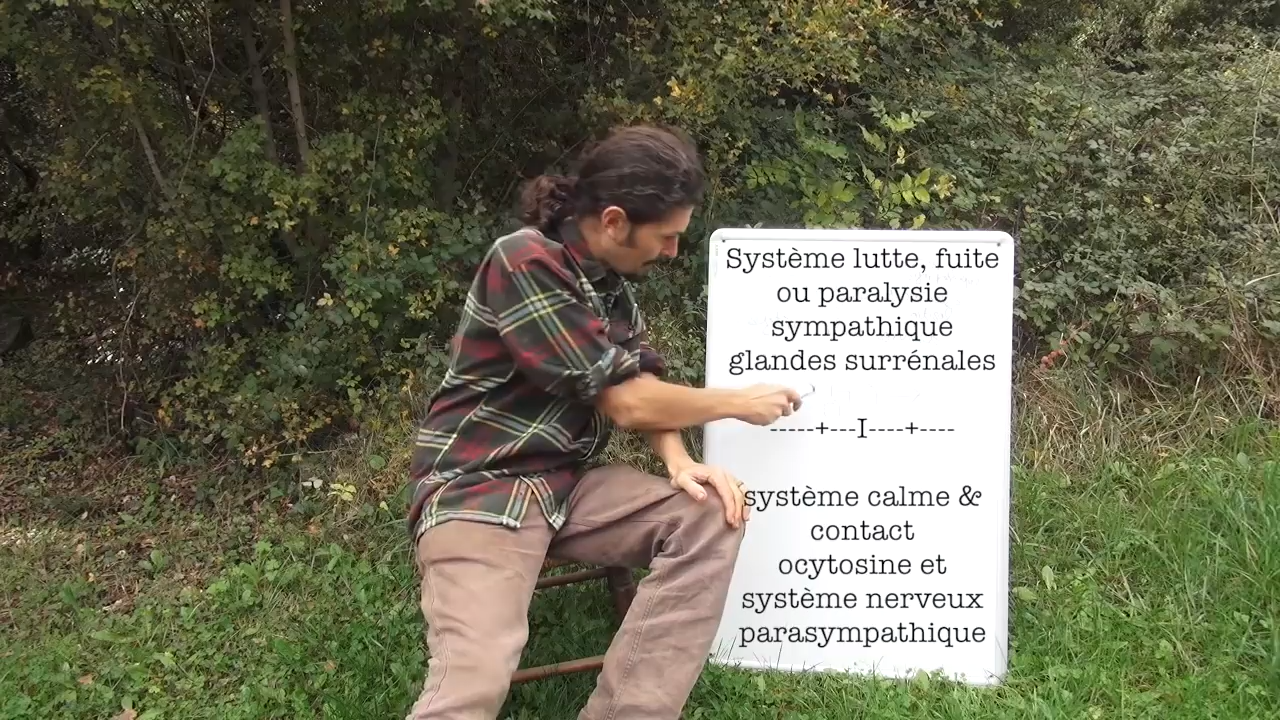 Système lutte, fuite
ou paralysie
sympathique
glandes surrénales
-----+---I----+----
système calme &
contact
ocytosine et
système nerveux
parasympathique